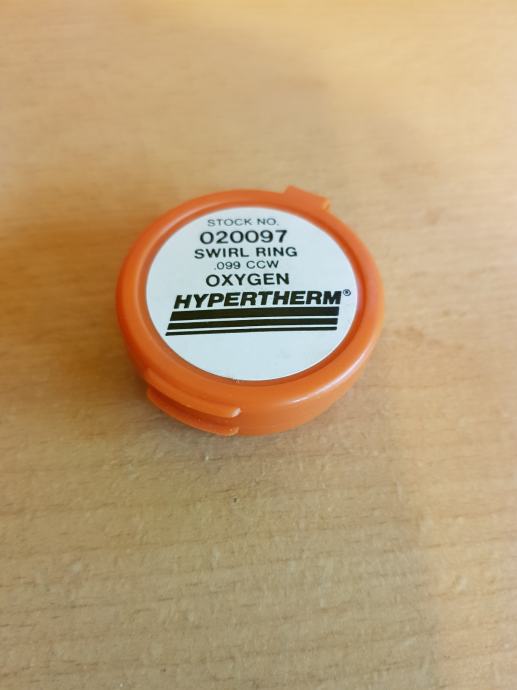 STOCK NO.
020097
SWIRL RING
.099 CCW
OXYGEN
HYPERTHERM®